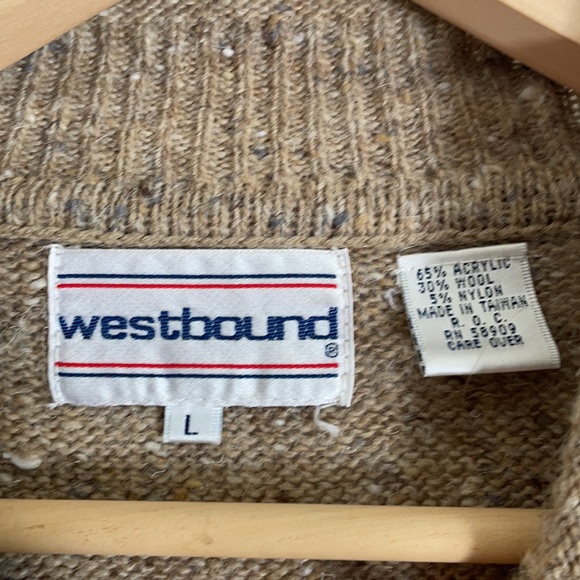 westbound®
L
65% ACRYLIC
30% WOOL
5% NYLON
MADE IN TAIWAN
R. O. C.
RN 58909
CARE OVER